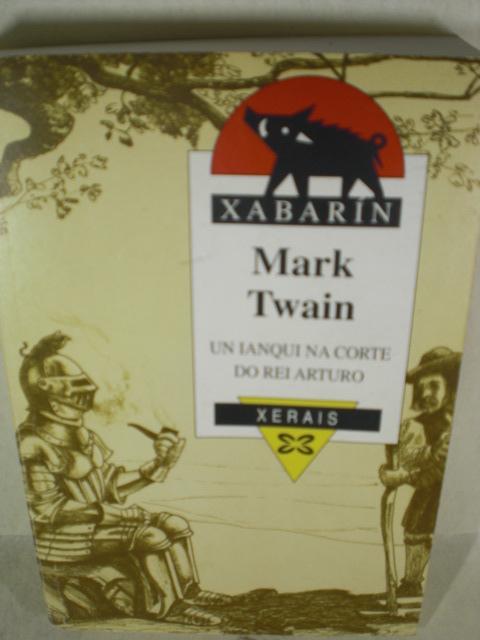 XABARÍN
Mark
Twain
UN IANQUI NA CORTE
DO REI ARTURO
XERAIS